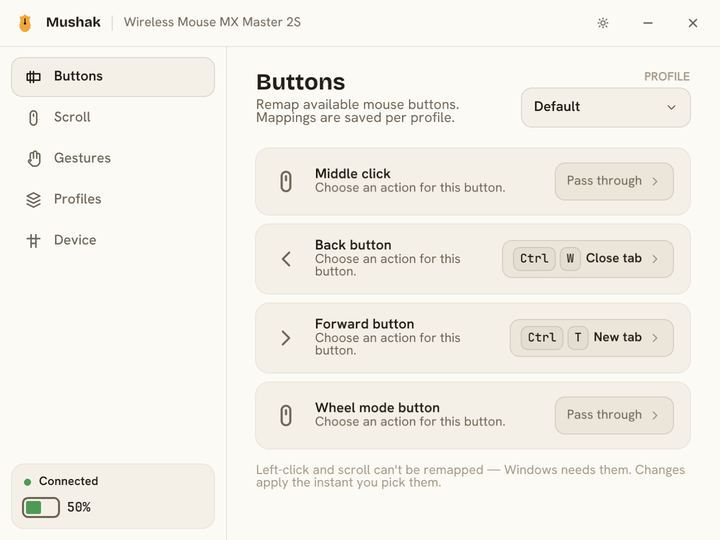 Mushak
Wireless Mouse MX Master 2S
Buttons
Scroll
Gestures
Profiles
Device
Connected
50%
Buttons
Remap available mouse buttons.
Mappings are saved per profile.
PROFILE
Default
Middle click
Choose an action for this button.
Pass through
Back button
Choose an action for this
button.
Ctrl W Close tab
Forward button
Choose an action for this
button.
Ctrl T New tab
Wheel mode button
Choose an action for this button.
Pass through
Left-click and scroll can't be remapped — Windows needs them. Changes
apply the instant you pick them.